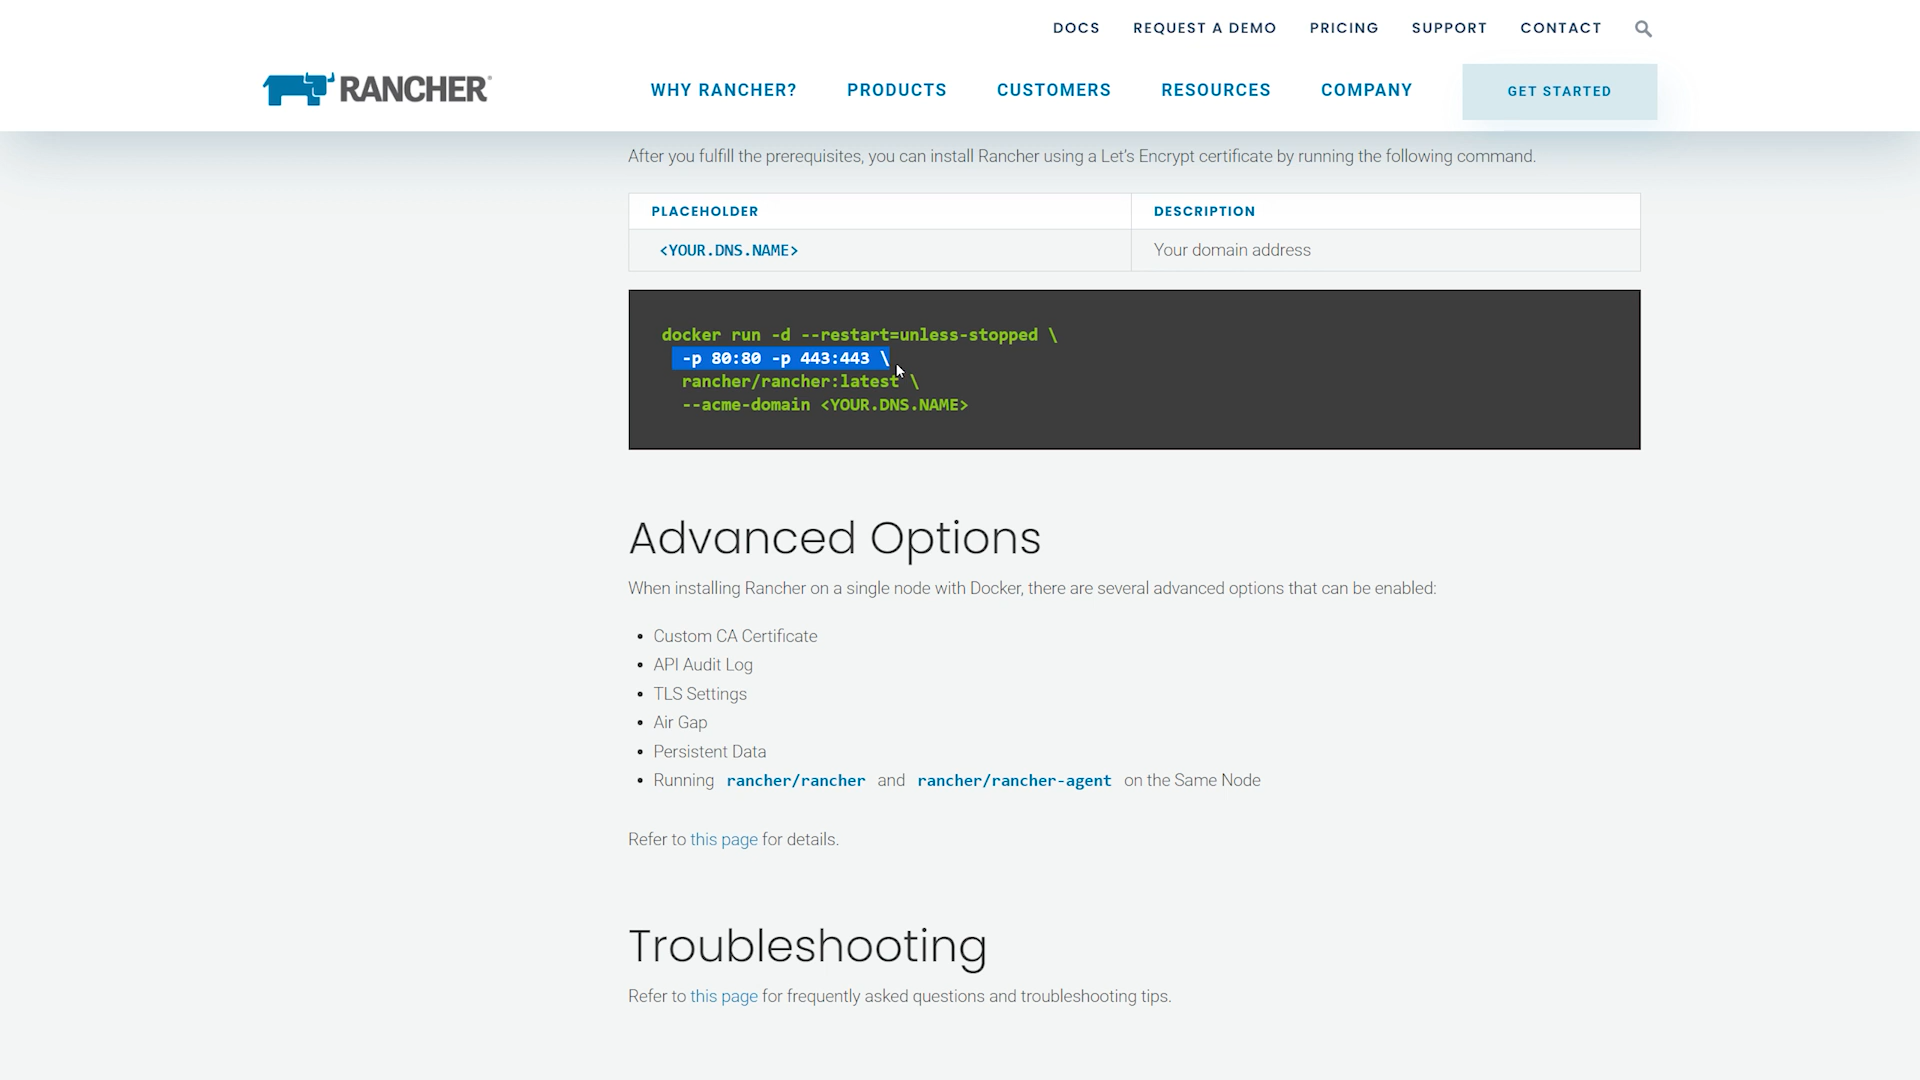 DOCS REQUEST A DEMO PRICING SUPPORT CONTACT
RANCHER® WHY RANCHER? PRODUCTS CUSTOMERS RESOURCES COMPANY GET STARTED
After you fulfill the prerequisites, you can install Rancher using a Let’s Encrypt certificate by running the following command.
PLACEHOLDER DESCRIPTION
<YOUR.DNS.NAME> Your domain address
docker run -d --restart=unless-stopped \
-p 80:80 -p 443:443 \
rancher/rancher:latest \
--acme-domain <YOUR.DNS.NAME>
Advanced Options
When installing Rancher on a single node with Docker, there are several advanced options that can be enabled:
• Custom CA Certificate
• API Audit Log
• TLS Settings
• Air Gap
• Persistent Data
• Running rancher/rancher and rancher/rancher-agent on the Same Node
Refer to this page for details.
Troubleshooting
Refer to this page for frequently asked questions and troubleshooting tips.